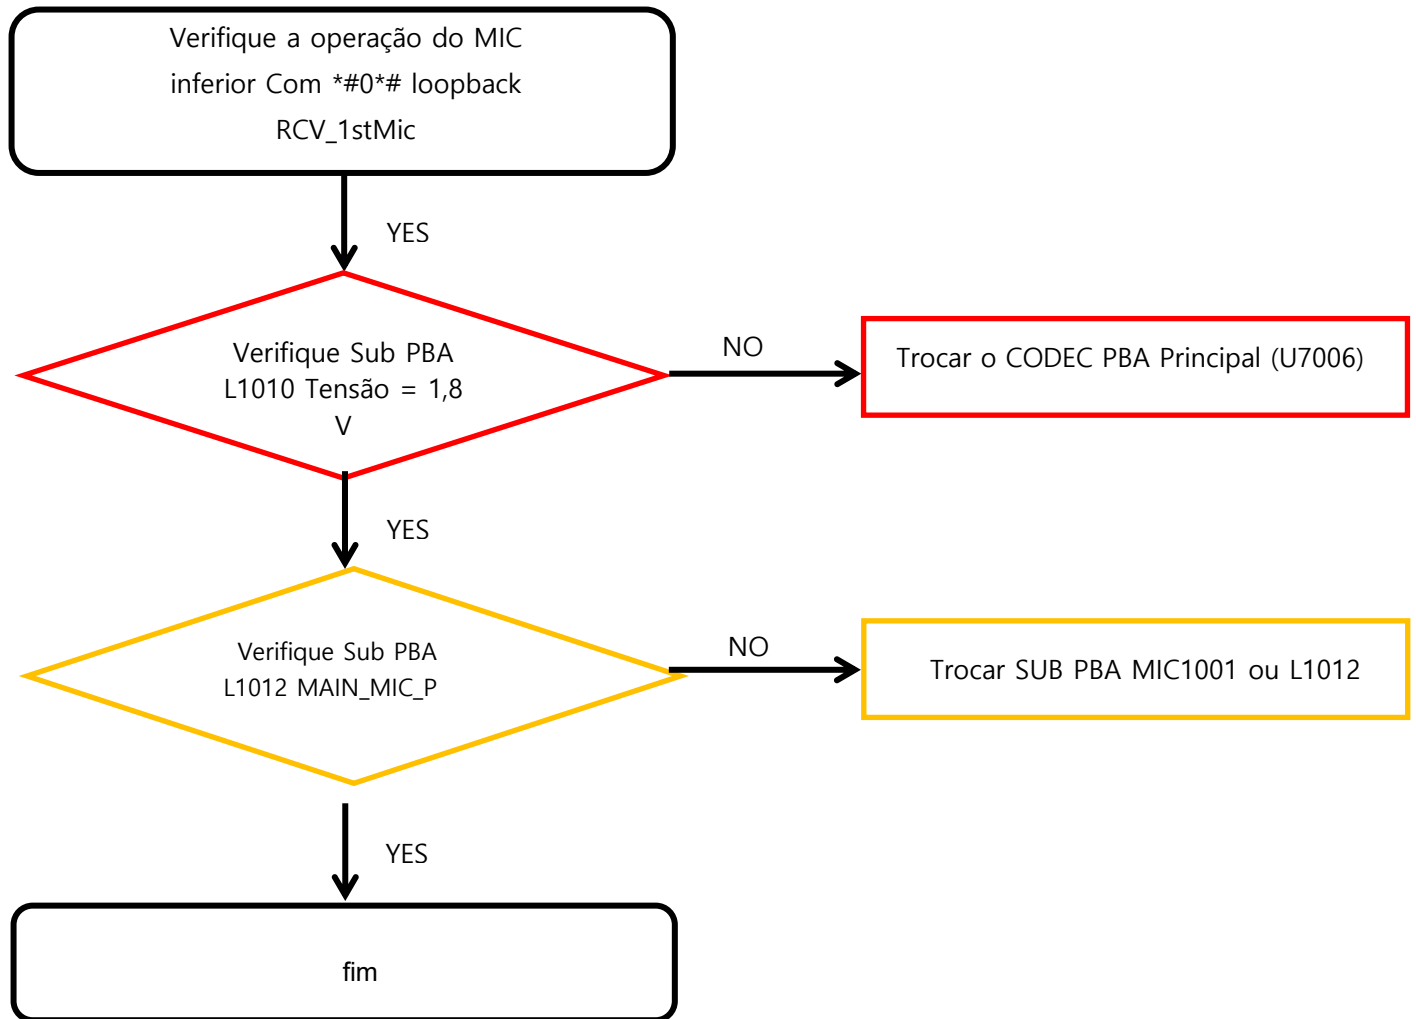 Verifique a operação do MIC
inferior Com *#0*# loopback
RCV_1stMic
YES
Verifique Sub PBA
L1010 Tensão = 1,8
V
NO
Trocar o CODEC PBA Principal (U7006)
YES
Verifique Sub PBA
L1012 MAIN_MIC_P
NO
Trocar SUB PBA MIC1001 ou L1012
YES
fim